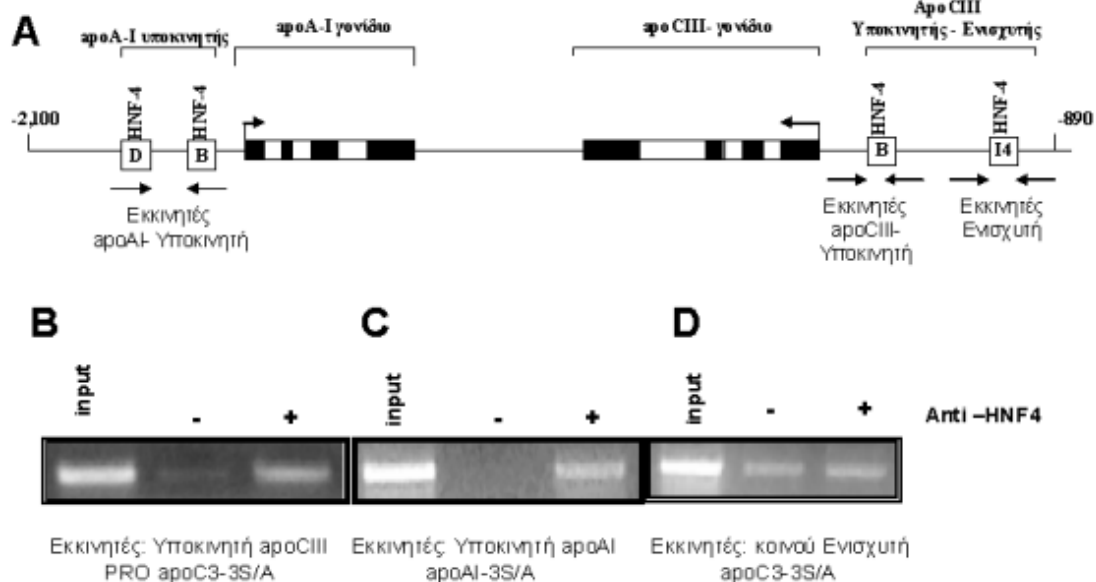 A
apoA-I υποκινητής
apoA-I γονίδιο
apo CIII- γονίδιο
Apo CIII
Υποκινητής - Ενισχυτής
HNF-4
HNF-4
HNF-4
HNF-4
-2,100
-890
D
B
B
I4
Εκκινητές
apoAI- Υποκινητή
Εκκινητές
apoCIII-
Υποκινητή
Εκκινητές
Ενισχυτή
B
C
D
input
-
+
input
-
+
input
-
+
Anti –HNF4
Εκκινητές: Υποκινητή apoCIII
PRO apoC3-3S/A
Εκκινητές: Υποκινητή apoAI
apoAI-3S/A
Εκκινητές: κοινού Ενισχυτή
apoC3-3S/A